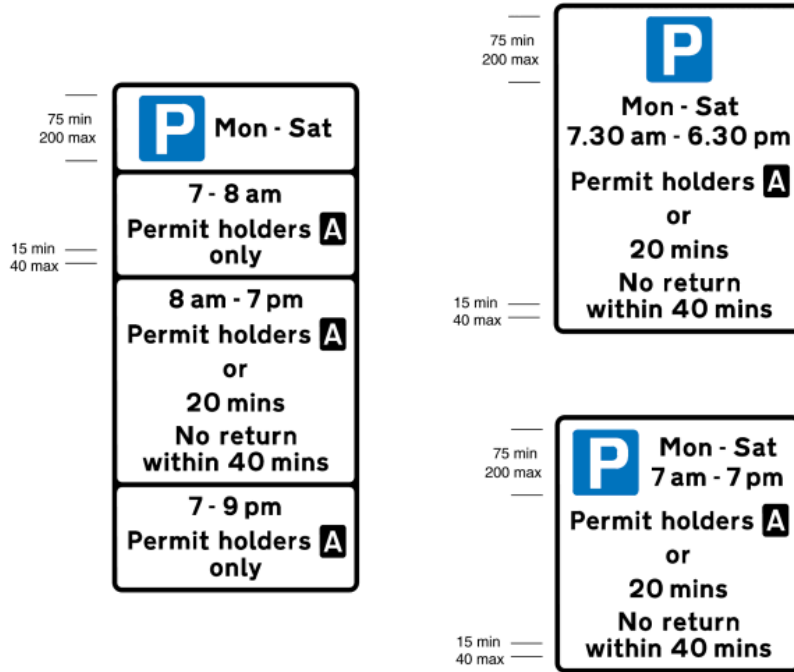 75 min
200 max
P Mon - Sat
7 - 8 am
Permit holders A
only
15 min
40 max
8 am - 7 pm
Permit holders A
or
20 mins
No return
within 40 mins
7 - 9 pm
Permit holders A
only
75 min
200 max
P
Mon - Sat
7.30 am - 6.30 pm
Permit holders A
or
20 mins
No return
within 40 mins
15 min
40 max
75 min
200 max
P Mon - Sat
7 am - 7 pm
Permit holders A
or
20 mins
No return
within 40 mins
15 min
40 max